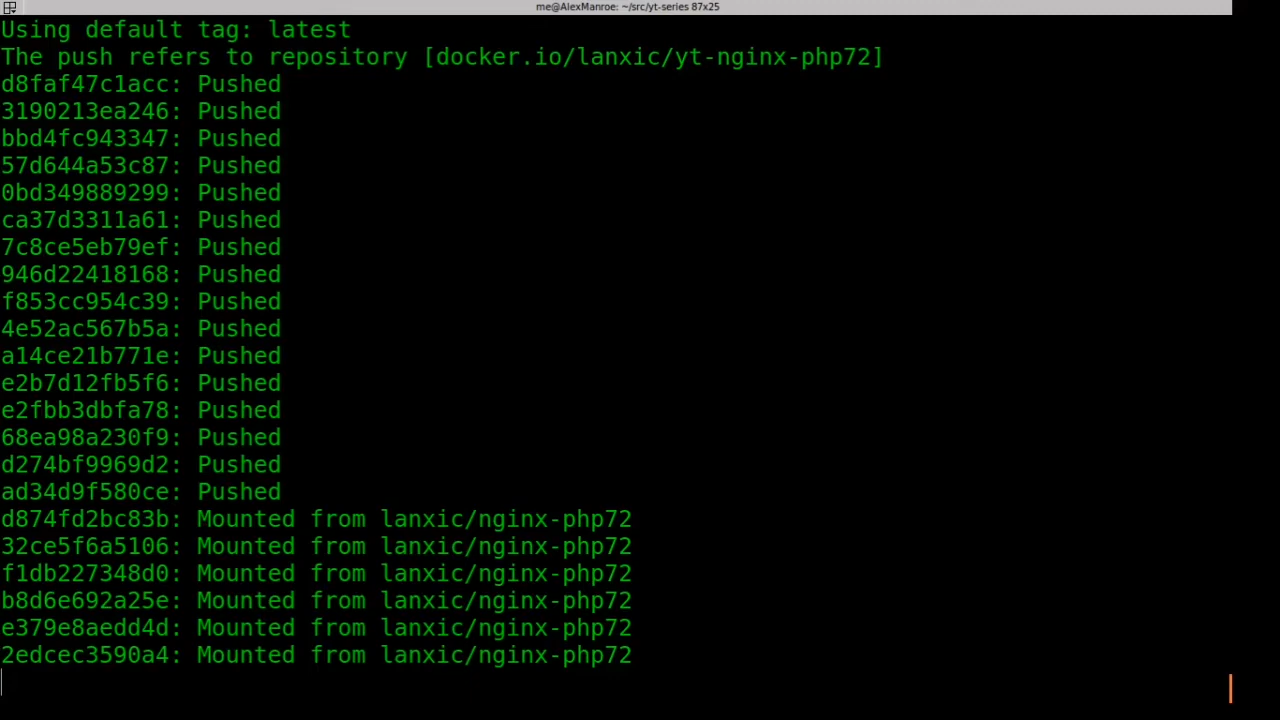 me@AlexManroe: ~/src/yt-series 87x25
Using default tag: latest
The push refers to repository [docker.io/lanxic/yt-nginx-php72]
d8faf47c1acc: Pushed
3190213ea246: Pushed
bbd4fc943347: Pushed
57d644a53c87: Pushed
0bd349889299: Pushed
ca37d3311a61: Pushed
7c8ce5eb79ef: Pushed
946d22418168: Pushed
f853cc954c39: Pushed
4e52ac567b5a: Pushed
a14ce21b771e: Pushed
e2b7d12fb5f6: Pushed
e2fbb3dbfa78: Pushed
68ea98a230f9: Pushed
d274bf9969d2: Pushed
ad34d9f580ce: Pushed
d874fd2bc83b: Mounted from lanxic/nginx-php72
32ce5f6a5106: Mounted from lanxic/nginx-php72
f1db227348d0: Mounted from lanxic/nginx-php72
b8d6e692a25e: Mounted from lanxic/nginx-php72
e379e8aedd4d: Mounted from lanxic/nginx-php72
2edcec3590a4: Mounted from lanxic/nginx-php72